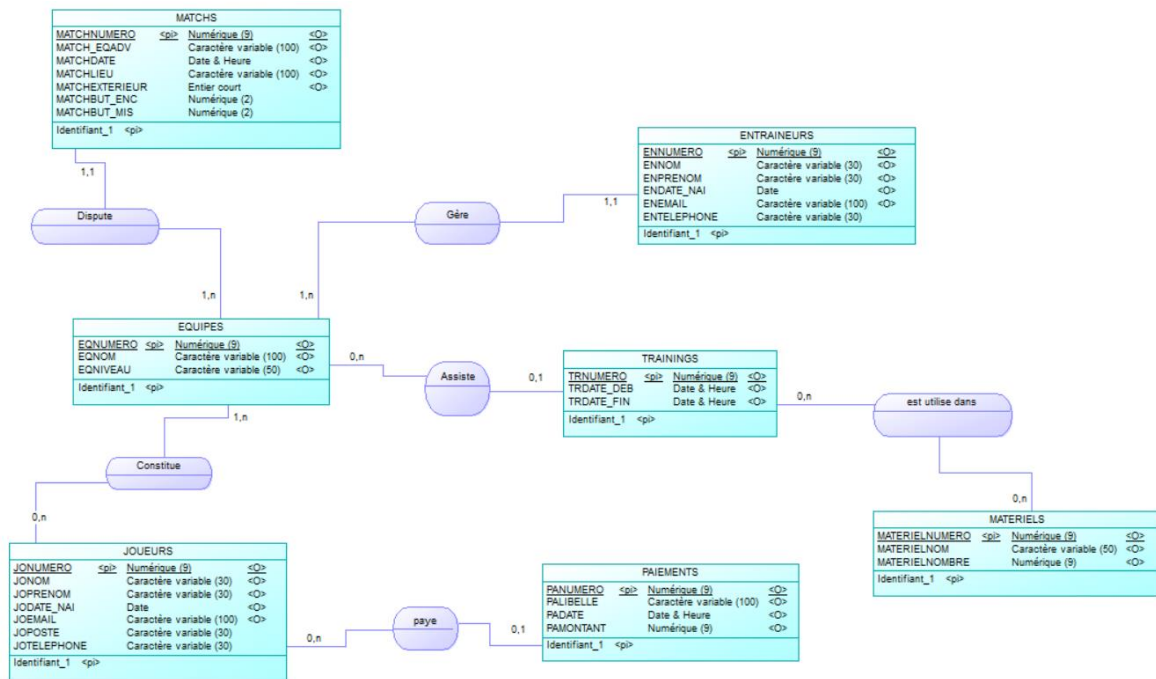 MATCHS
MATCHNUMERO <pi> Numérique (9) <O>
MATCH_EQADV Caractère variable (100) <O>
MATCHDATE Date & Heure <O>
MATCHLIEU Caractère variable (100) <O>
MATCHEXTERIEUR Entier court <O>
MATCHBUT_ENC Numérique (2)
MATCHBUT_MIS Numérique (2)
Identifiant_1 <pi>
1,1
Dispute
1,n
ENTRAINEURS
ENNUMERO <pi> Numérique (9) <O>
ENNOM Caractère variable (30) <O>
ENPRENOM Caractère variable (30) <O>
ENDATE_NAI Date <O>
ENEMAIL Caractère variable (100) <O>
ENTELEPHONE Caractère variable (30)
Identifiant_1 <pi>
1,1
Gère
1,n
EQUIPES
EQNUMERO <pi> Numérique (9) <O>
EQNOM Caractère variable (100) <O>
EQNIVEAU Caractère variable (50) <O>
Identifiant_1 <pi>
0,n
Assiste
0,1
TRAININGS
TRNUMERO <pi> Numérique (9) <O>
TRDATE_DEB Date & Heure <O>
TRDATE_FIN Date & Heure <O>
Identifiant_1 <pi>
0,n
est utilise dans
0,n
MATERIELS
MATERIELNUMERO <pi> Numérique (9) <O>
MATERIELNOM Caractère variable (50) <O>
MATERIELNOMBRE Numérique (9) <O>
Identifiant_1 <pi>
1,n
Constitue
0,n
JOUEURS
JONUMERO <pi> Numérique (9) <O>
JONOM Caractère variable (30) <O>
JOPRENOM Caractère variable (30) <O>
JODATE_NAI Date <O>
JOEMAIL Caractère variable (100) <O>
JOPOSTE Caractère variable (30)
JOTELEPHONE Caractère variable (30)
Identifiant_1 <pi>
0,n
paye
0,1
PAIEMENTS
PANUMERO <pi> Numérique (9) <O>
PALIBELLE Caractère variable (100) <O>
PADATE Date & Heure <O>
PAMONTANT Numérique (9) <O>
Identifiant_1 <pi>